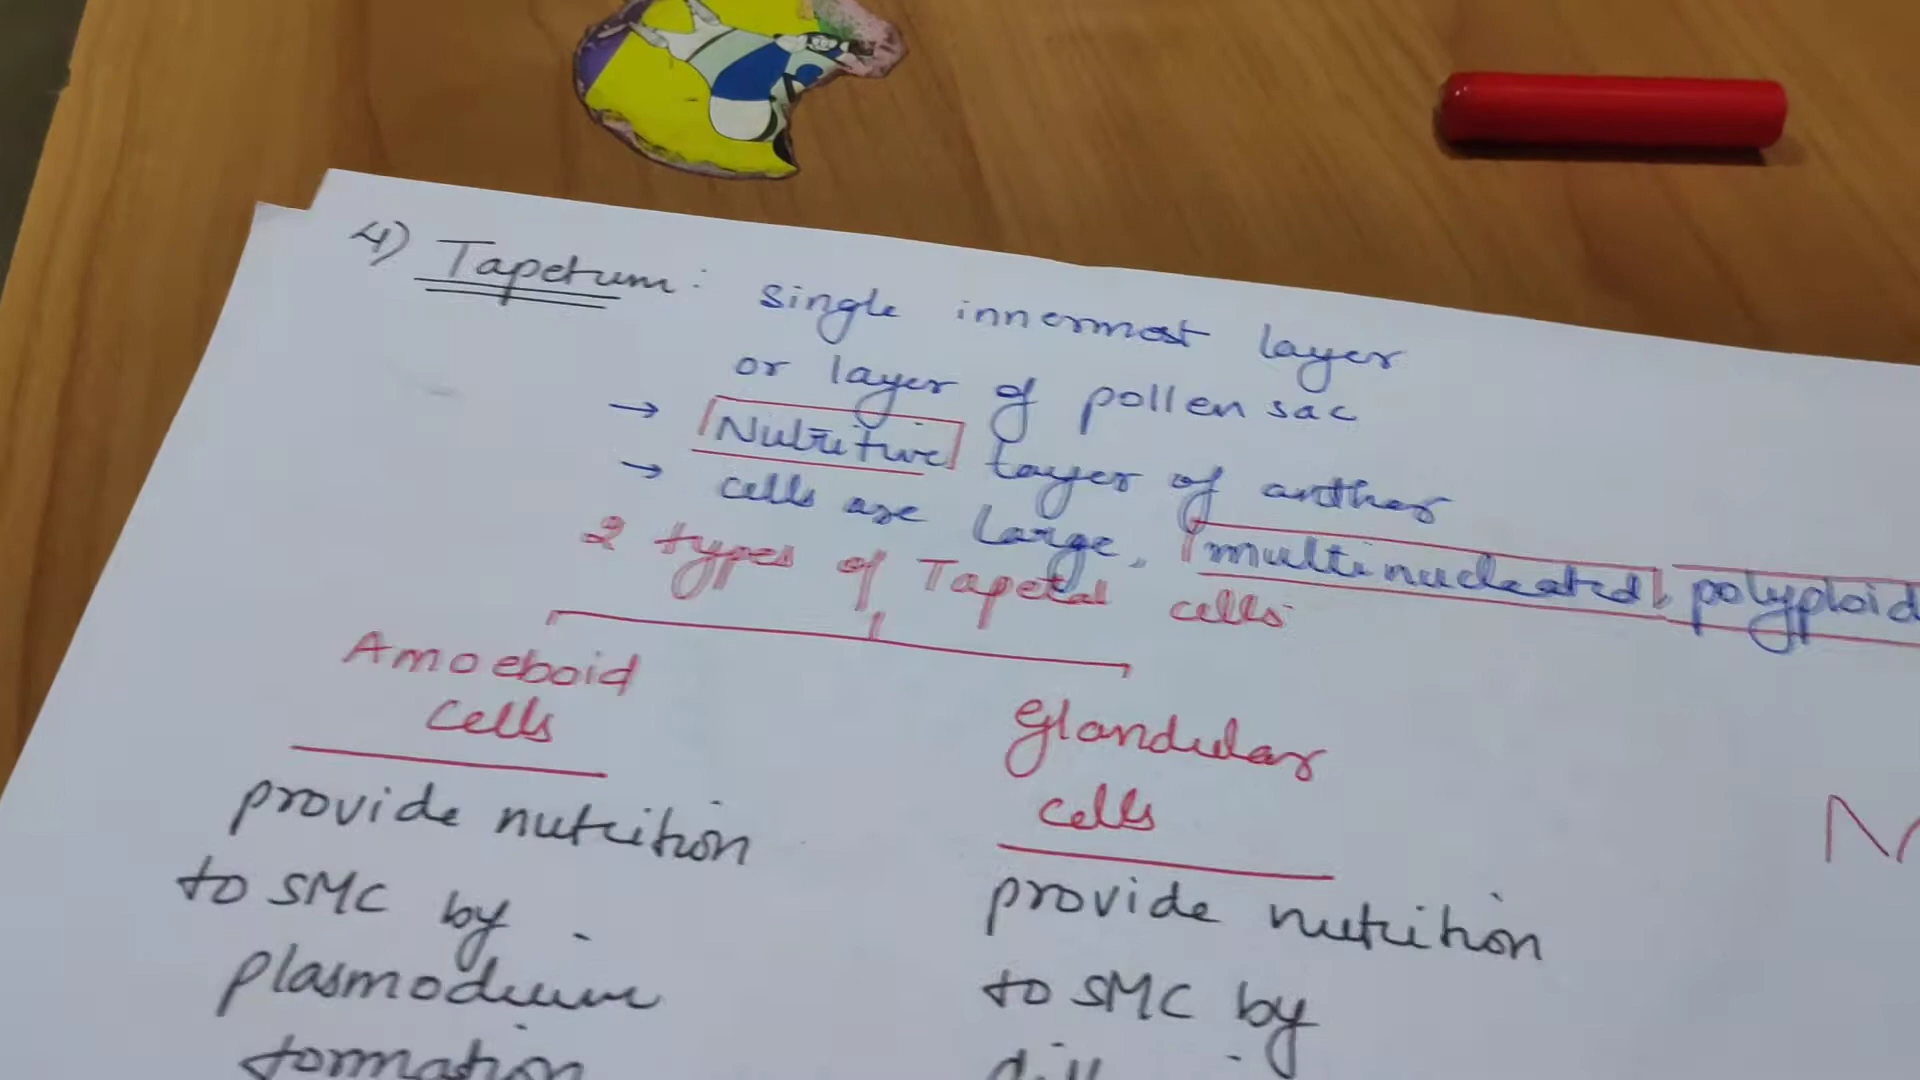 4) Tapetum: single innermost layer
or layer of pollen sac
→ Nutritive layer of anther
→ cells are large, multinucleated, polyploid
2 types of Tapetal cells
Amoeboid
cells
provide nutrition
to SMC by
plasmodium
formation
Glandular
cells
provide nutrition
to SMC by